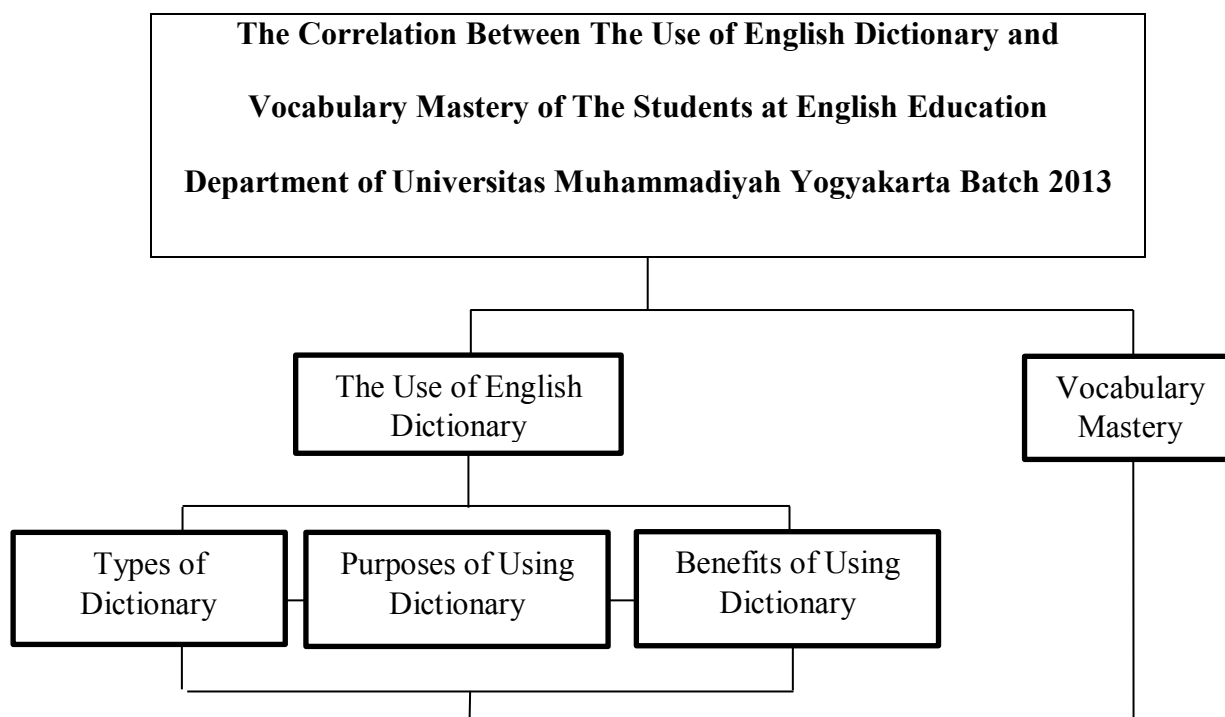 The Correlation Between The Use of English Dictionary and
Vocabulary Mastery of The Students at English Education
Department of Universitas Muhammadiyah Yogyakarta Batch 2013
The Use of English
Dictionary
Vocabulary
Mastery
Types of
Dictionary
Purposes of Using
Dictionary
Benefits of Using
Dictionary